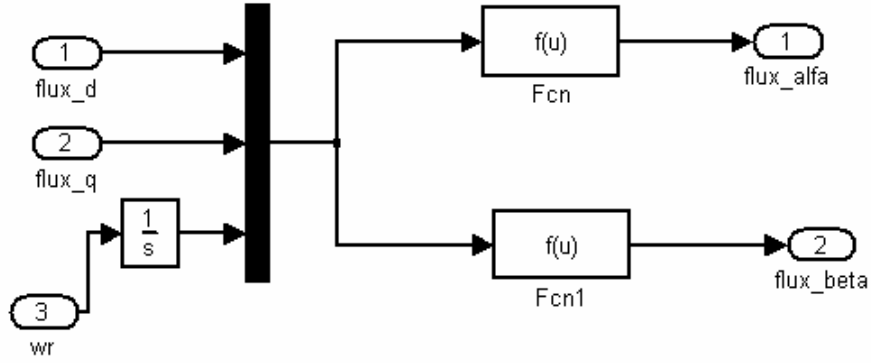 1
flux_d
2
flux_q
1
s
3
wr
f(u)
Fcn
1
flux_alfa
f(u)
Fcn1
2
flux_beta